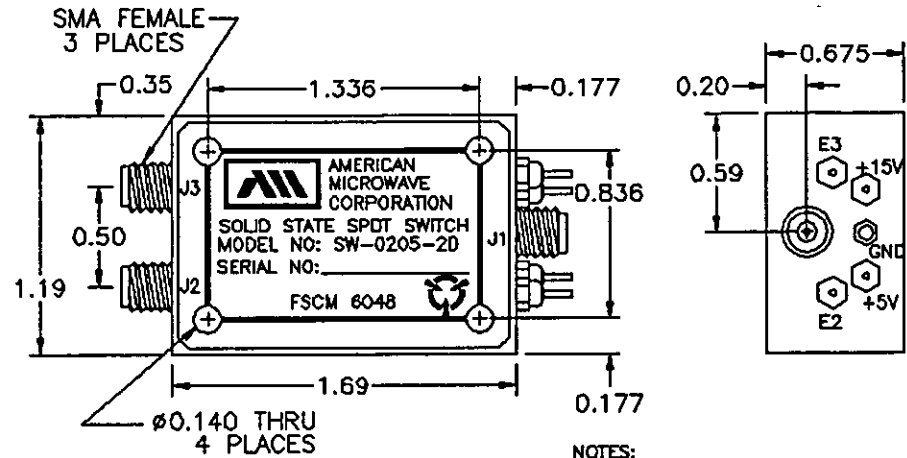 SMA FEMALE
3 PLACES
0.35
1.336
0.177
0.675
0.20
J3
AMERICAN
MICROWAVE
CORPORATION
SOLID STATE SPDT SWITCH
MODEL NO: SW-0205-2D
SERIAL NO:
FSCM 6048
J2
J1
0.50
1.19
0.836
0.59
E3
+15V
GND
+5V
E2
1.69
0.177
Ø0.140 THRU
4 PLACES
NOTES: